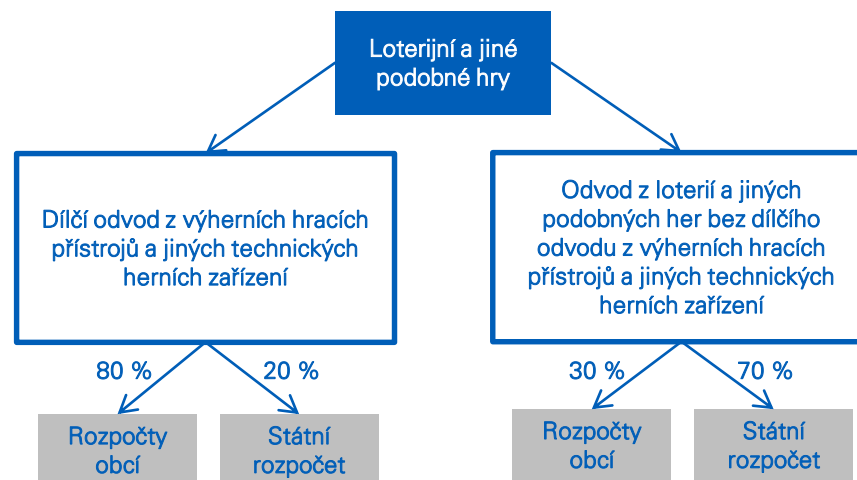 Loterijní a jiné
podobné hry
Dílčí odvod z výherních hracích
přístrojů a jiných technických
herních zařízení
Odvod z loterií a jiných
podobných her bez dílčího
odvodu z výherních hracích
přístrojů a jiných technických
herních zařízení
80 %
20 %
30 %
70 %
Rozpočty
obcí
Státní
rozpočet
Rozpočty
obcí
Státní
rozpočet